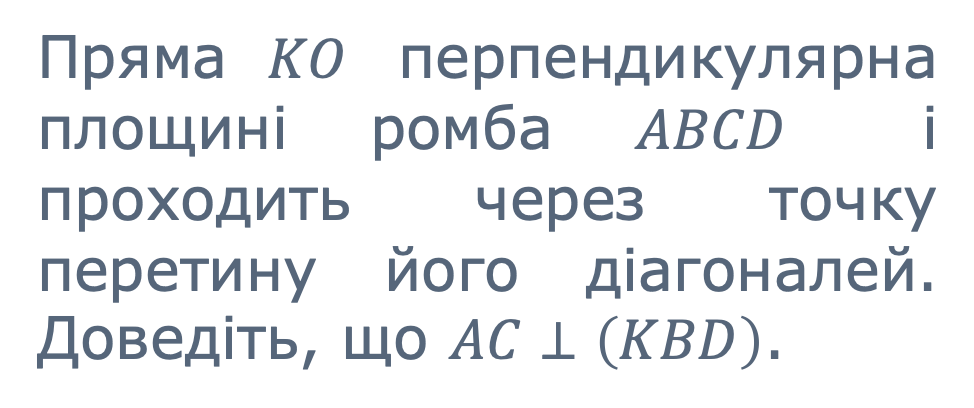 Пряма KO перпендикулярна
площині ромба ABCD і
проходить через точку
перетину його діагоналей.
Доведіть, що AC ⊥ (KBD).